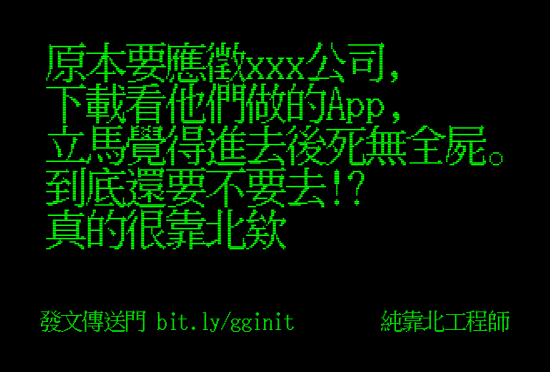 原本要應徵xxx公司,
下載看他們做的App,
立馬覺得進去後死無全屍。
到底還要不要去!?
真的很靠北欸
發文傳送門 bit.ly/gginit
純靠北工程師